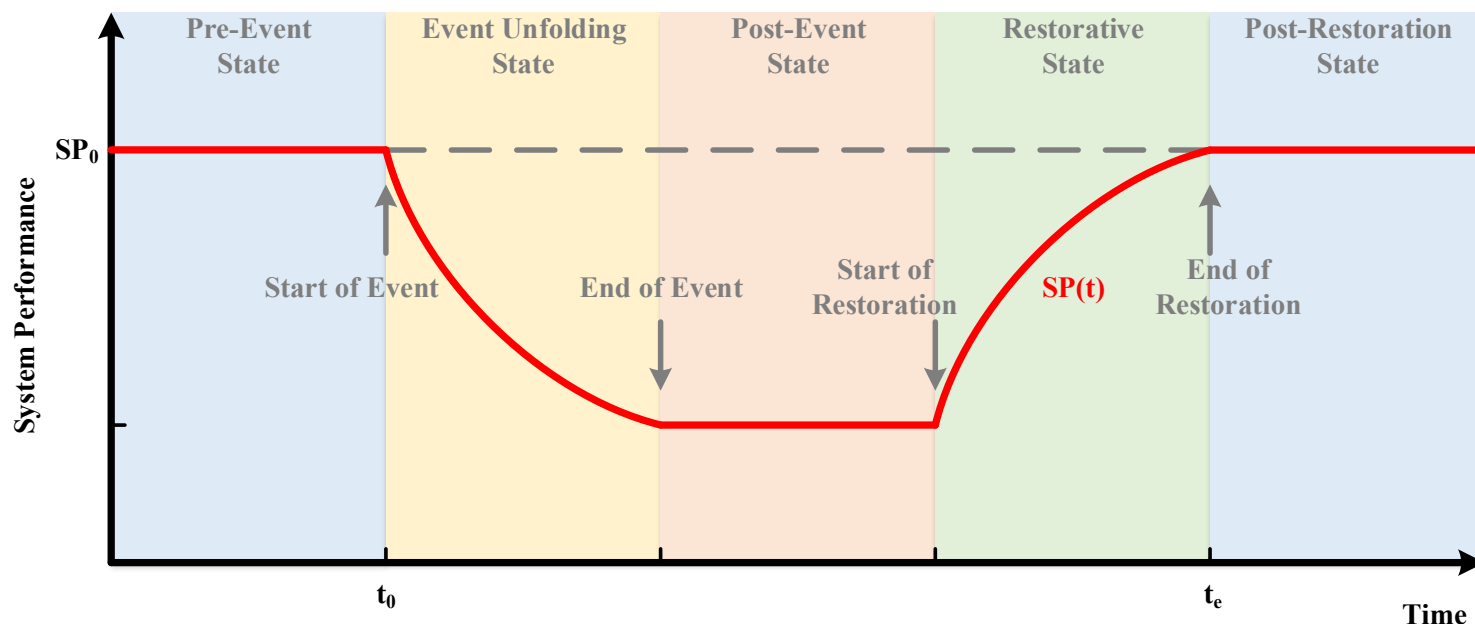 Pre-Event
State
Event Unfolding
State
Post-Event
State
Restorative
State
Post-Restoration
State
SP₀
System Performance
Start of Event
End of Event
Start of
Restoration
SP(t)
End of
Restoration
t₀
tₑ
Time